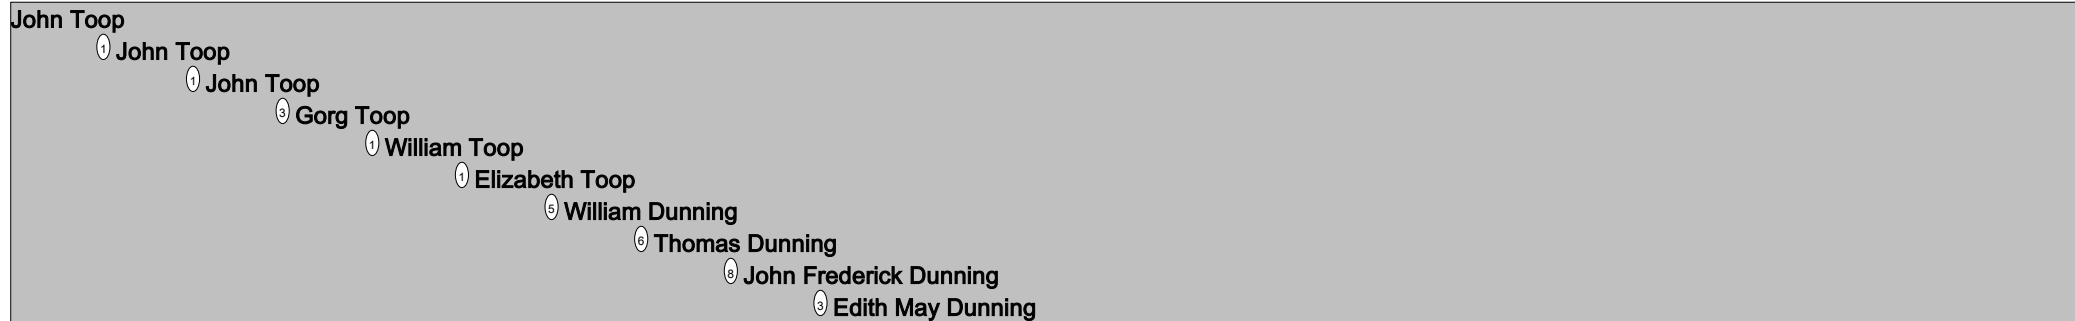 John Toop
1 John Toop
1 John Toop
3 Gorg Toop
1 William Toop
1 Elizabeth Toop
5 William Dunning
6 Thomas Dunning
8 John Frederick Dunning
3 Edith May Dunning